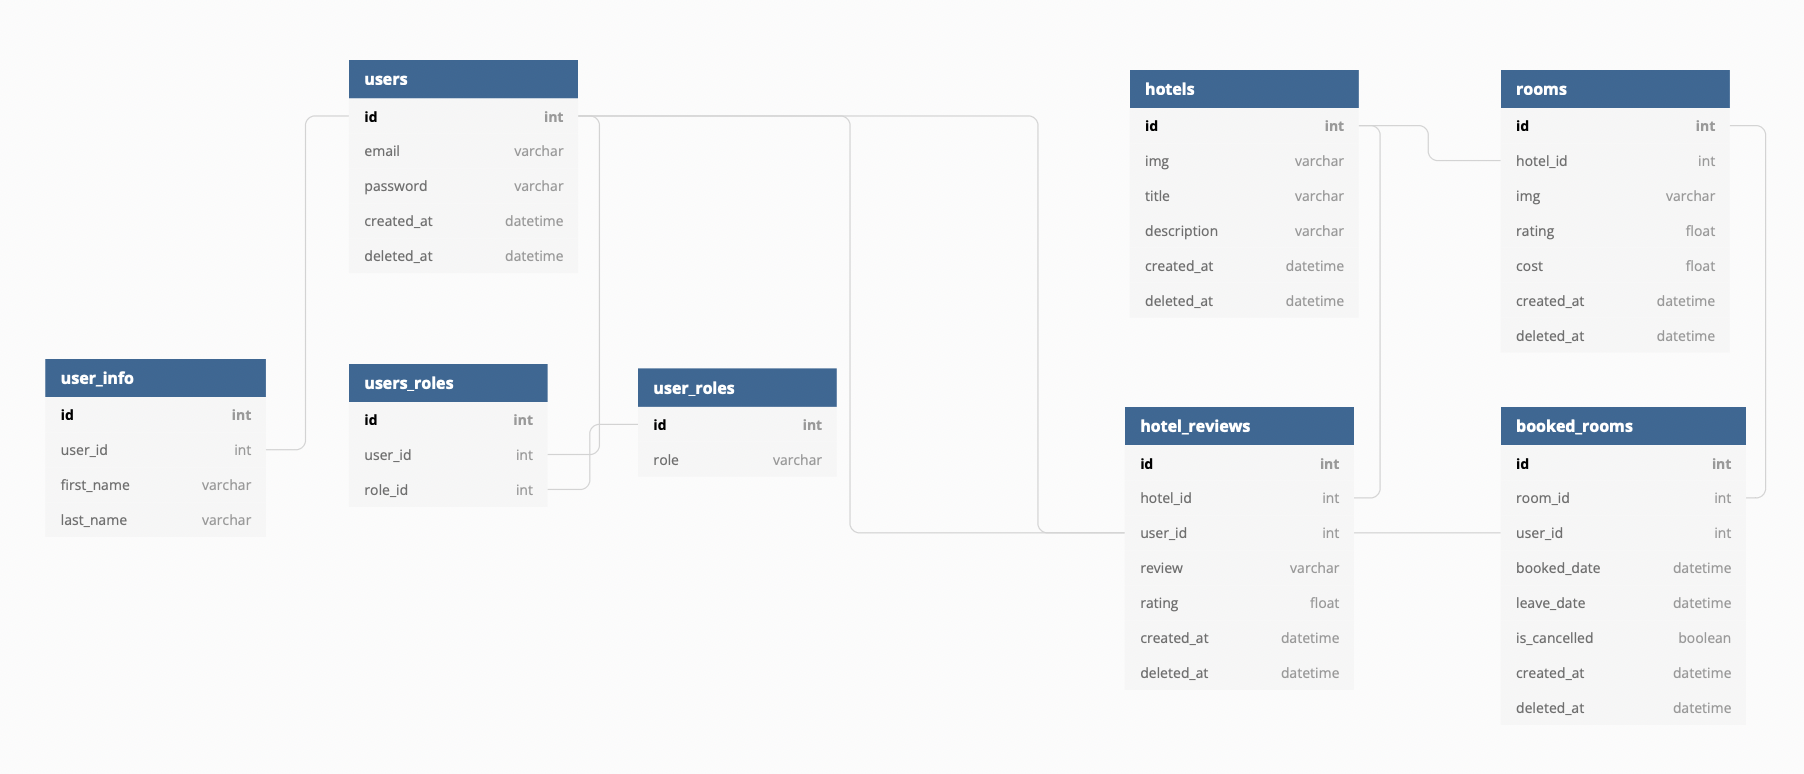 users
id int
email varchar
password varchar
created_at datetime
deleted_at datetime
hotels
id int
img varchar
title varchar
description varchar
created_at datetime
deleted_at datetime
rooms
id int
hotel_id int
img varchar
rating float
cost float
created_at datetime
deleted_at datetime
user_info
id int
user_id int
first_name varchar
last_name varchar
users_roles
id int
user_id int
role_id int
user_roles
id int
role varchar
hotel_reviews
id int
hotel_id int
user_id int
review varchar
rating float
created_at datetime
deleted_at datetime
booked_rooms
id int
room_id int
user_id int
booked_date datetime
leave_date datetime
is_cancelled boolean
created_at datetime
deleted_at datetime